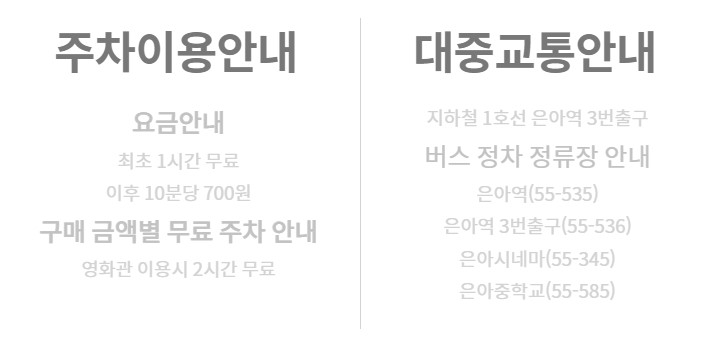 주차이용안내
요금안내
최초 1시간 무료
이후 10분당 700원
구매 금액별 무료 주차 안내
영화관 이용시 2시간 무료
대중교통안내
지하철 1호선 은아역 3번출구
버스 정차 정류장 안내
은아역(55-535)
은아역 3번출구(55-536)
은아시네마(55-345)
은아중학교(55-585)